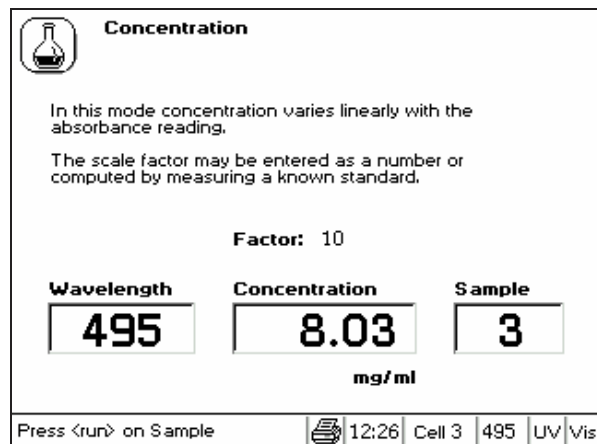 Concentration
In this mode concentration varies linearly with the
absorbance reading.
The scale factor may be entered as a number or
computed by measuring a known standard.
Factor: 10
Wavelength Concentration Sample
495 8.03 3
mg/ml
Press <run> on Sample 12:26 Cell 3 495 UV Vis